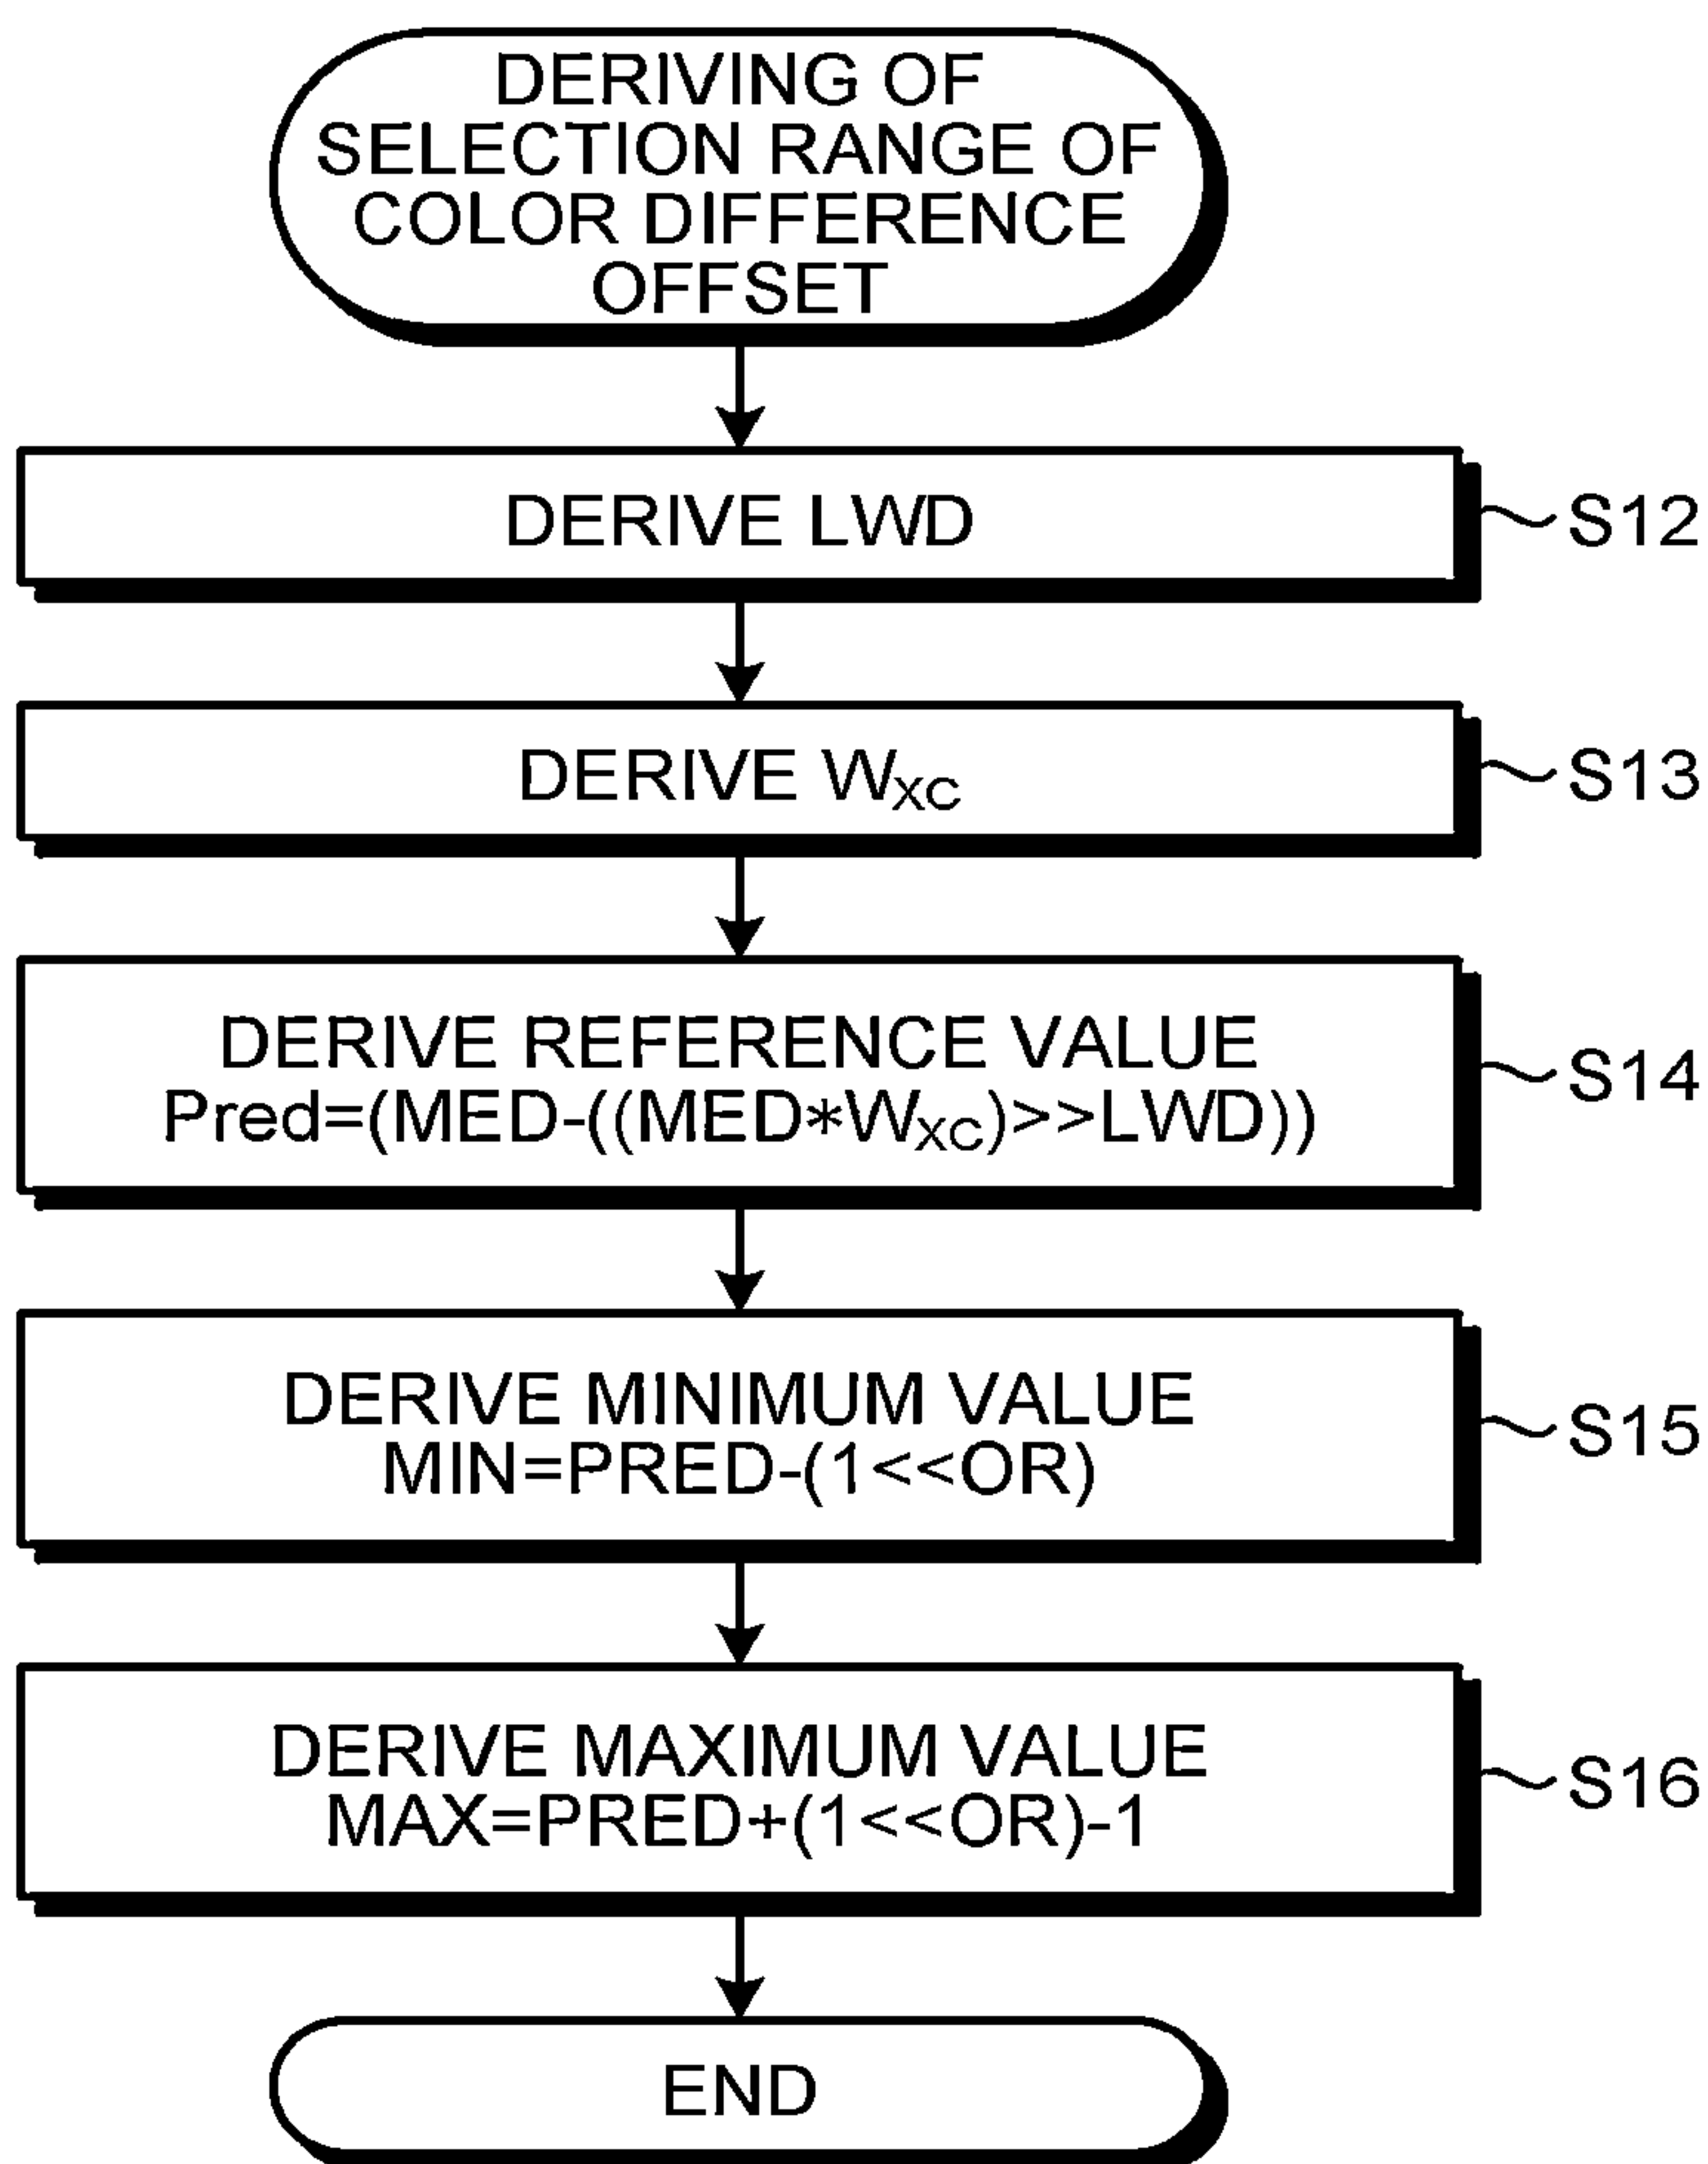 DERIVING OF
SELECTION RANGE OF
COLOR DIFFERENCE
OFFSET
DERIVE LWD
S12
DERIVE WXC
S13
DERIVE REFERENCE VALUE
Pred=(MED-((MED*WXC)>>LWD))
S14
DERIVE MINIMUM VALUE
MIN=PRED-(1<<OR)
S15
DERIVE MAXIMUM VALUE
MAX=PRED+(1<<OR)-1
S16
END